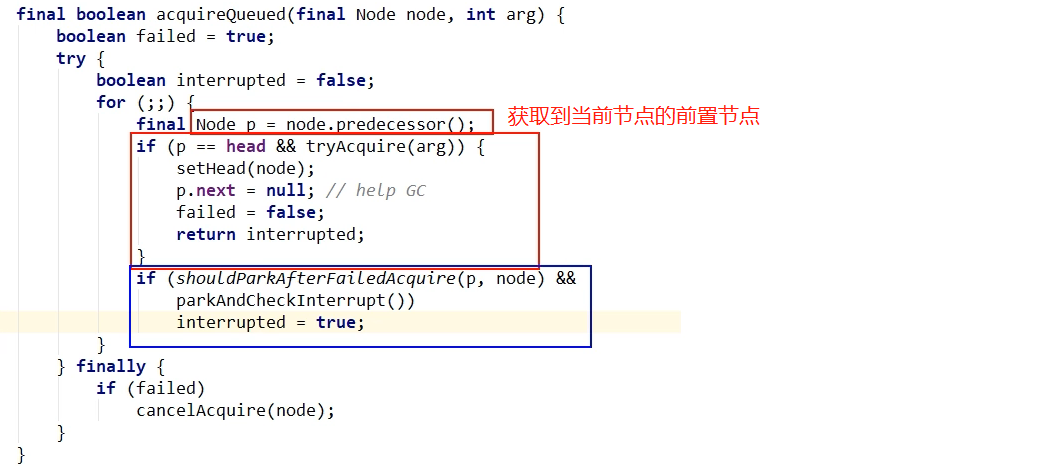 final boolean acquireQueued(final Node node, int arg) {
    boolean failed = true;
    try {
        boolean interrupted = false;
        for (;;) {
            final Node p = node.predecessor(); 获取到当前节点的前置节点
            if (p == head && tryAcquire(arg)) {
                setHead(node);
                p.next = null; // help GC
                failed = false;
                return interrupted;
            }
            if (shouldParkAfterFailedAcquire(p, node) &&
                parkAndCheckInterrupt())
                interrupted = true;
        }
    } finally {
        if (failed)
            cancelAcquire(node);
    }
}